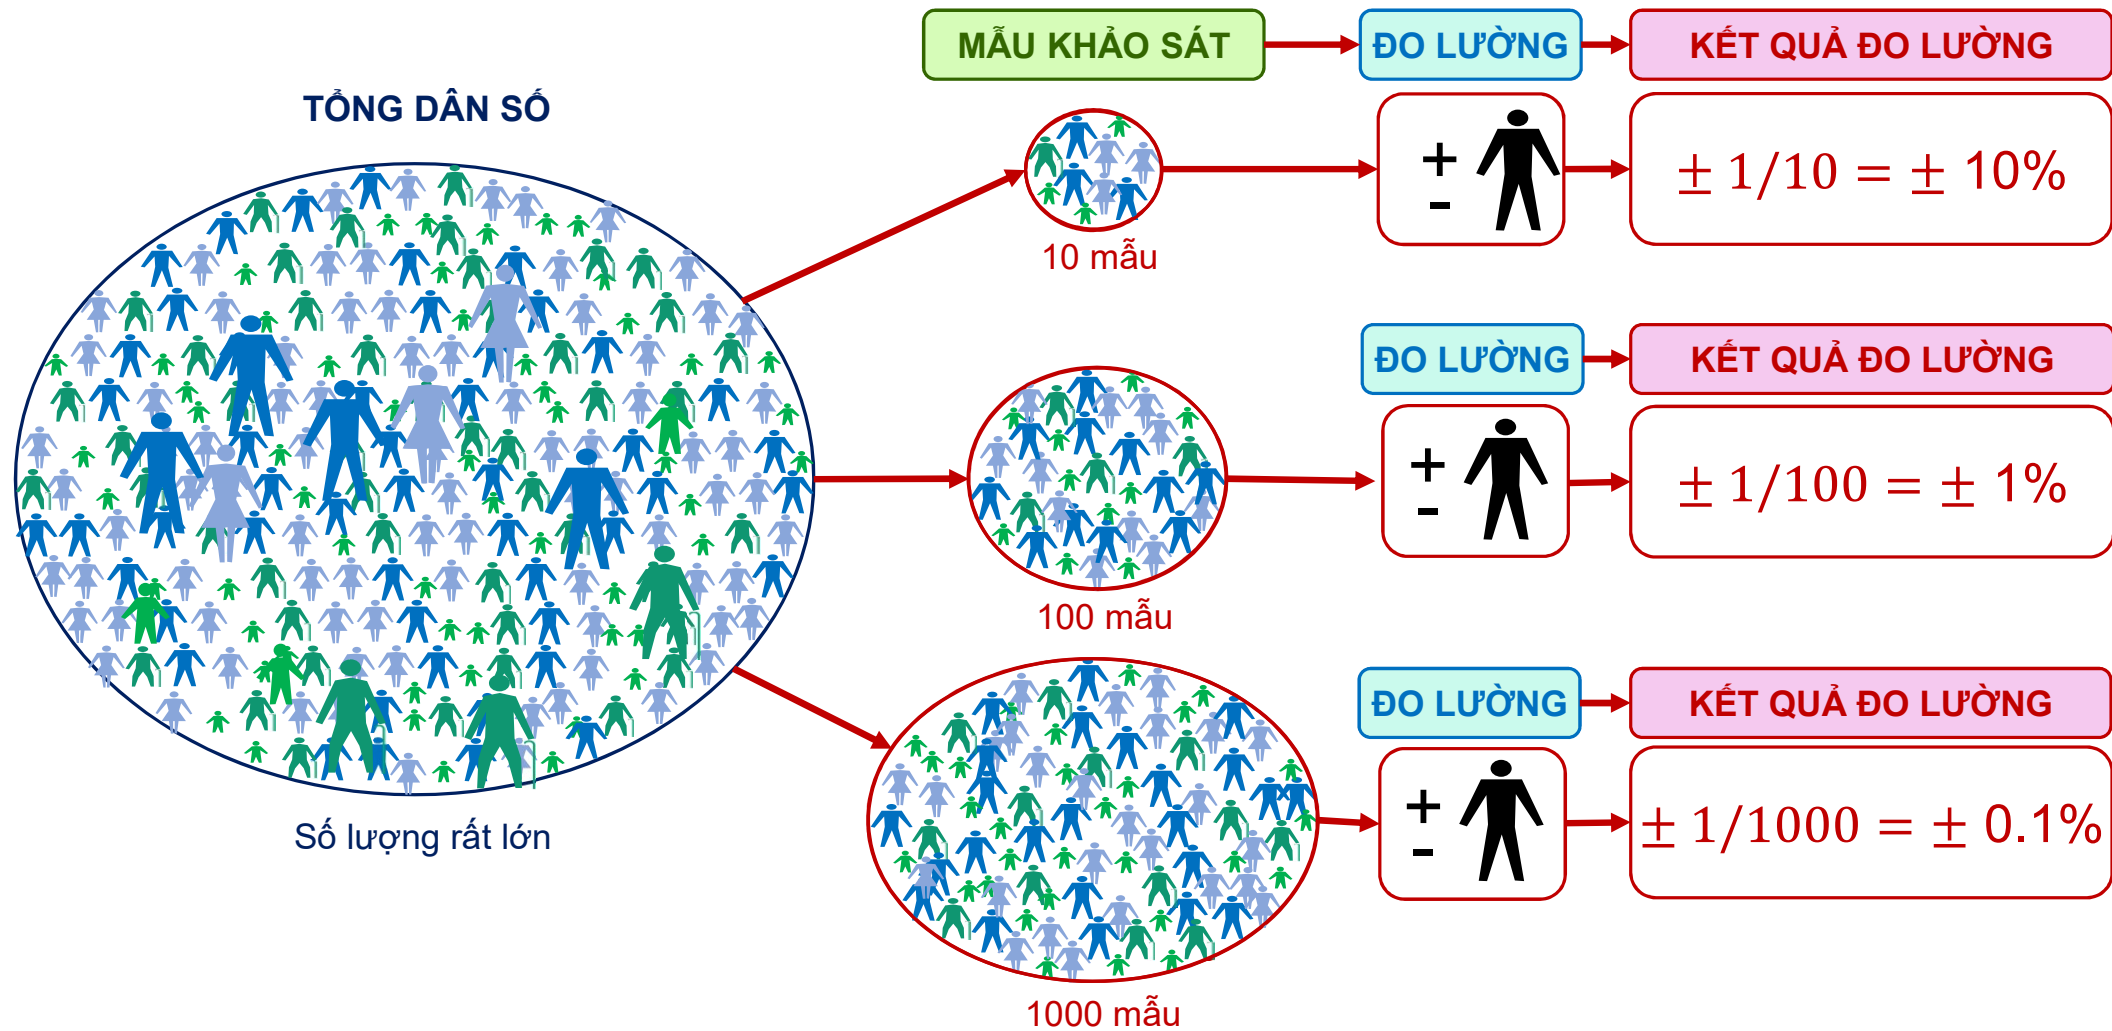 MẪU KHẢO SÁT
ĐO LƯỜNG
KẾT QUẢ ĐO LƯỜNG
TỔNG DÂN SỐ
+
-
± 1/10 = ± 10%
10 mẫu
ĐO LƯỜNG
KẾT QUẢ ĐO LƯỜNG
+
-
± 1/100 = ± 1%
100 mẫu
ĐO LƯỜNG
KẾT QUẢ ĐO LƯỜNG
+
-
± 1/1000 = ± 0.1%
Số lượng rất lớn
1000 mẫu